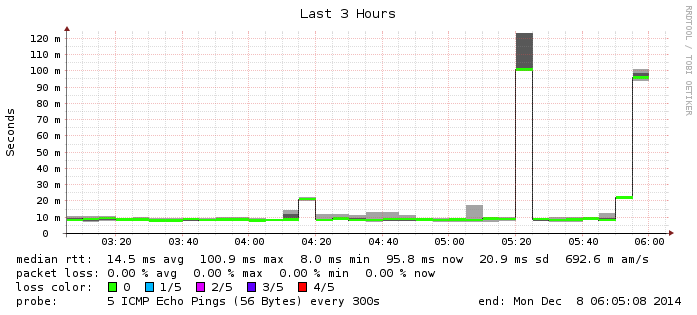 Last 3 Hours
RRDTOOL / TOBI OETIKER
Seconds
120 m
110 m
100 m
90 m
80 m
70 m
60 m
50 m
40 m
30 m
20 m
10 m
0
03:20 03:40 04:00 04:20 04:40 05:00 05:20 05:40 06:00
median rtt: 14.5 ms avg 100.9 ms max 8.0 ms min 95.8 ms now 20.9 ms sd 692.6 m am/s
packet loss: 0.00 % avg 0.00 % max 0.00 % min 0.00 % now
loss color: 0 1/5 2/5 3/5 4/5
probe: 5 ICMP Echo Pings (56 Bytes) every 300s end: Mon Dec 8 06:05:08 2014